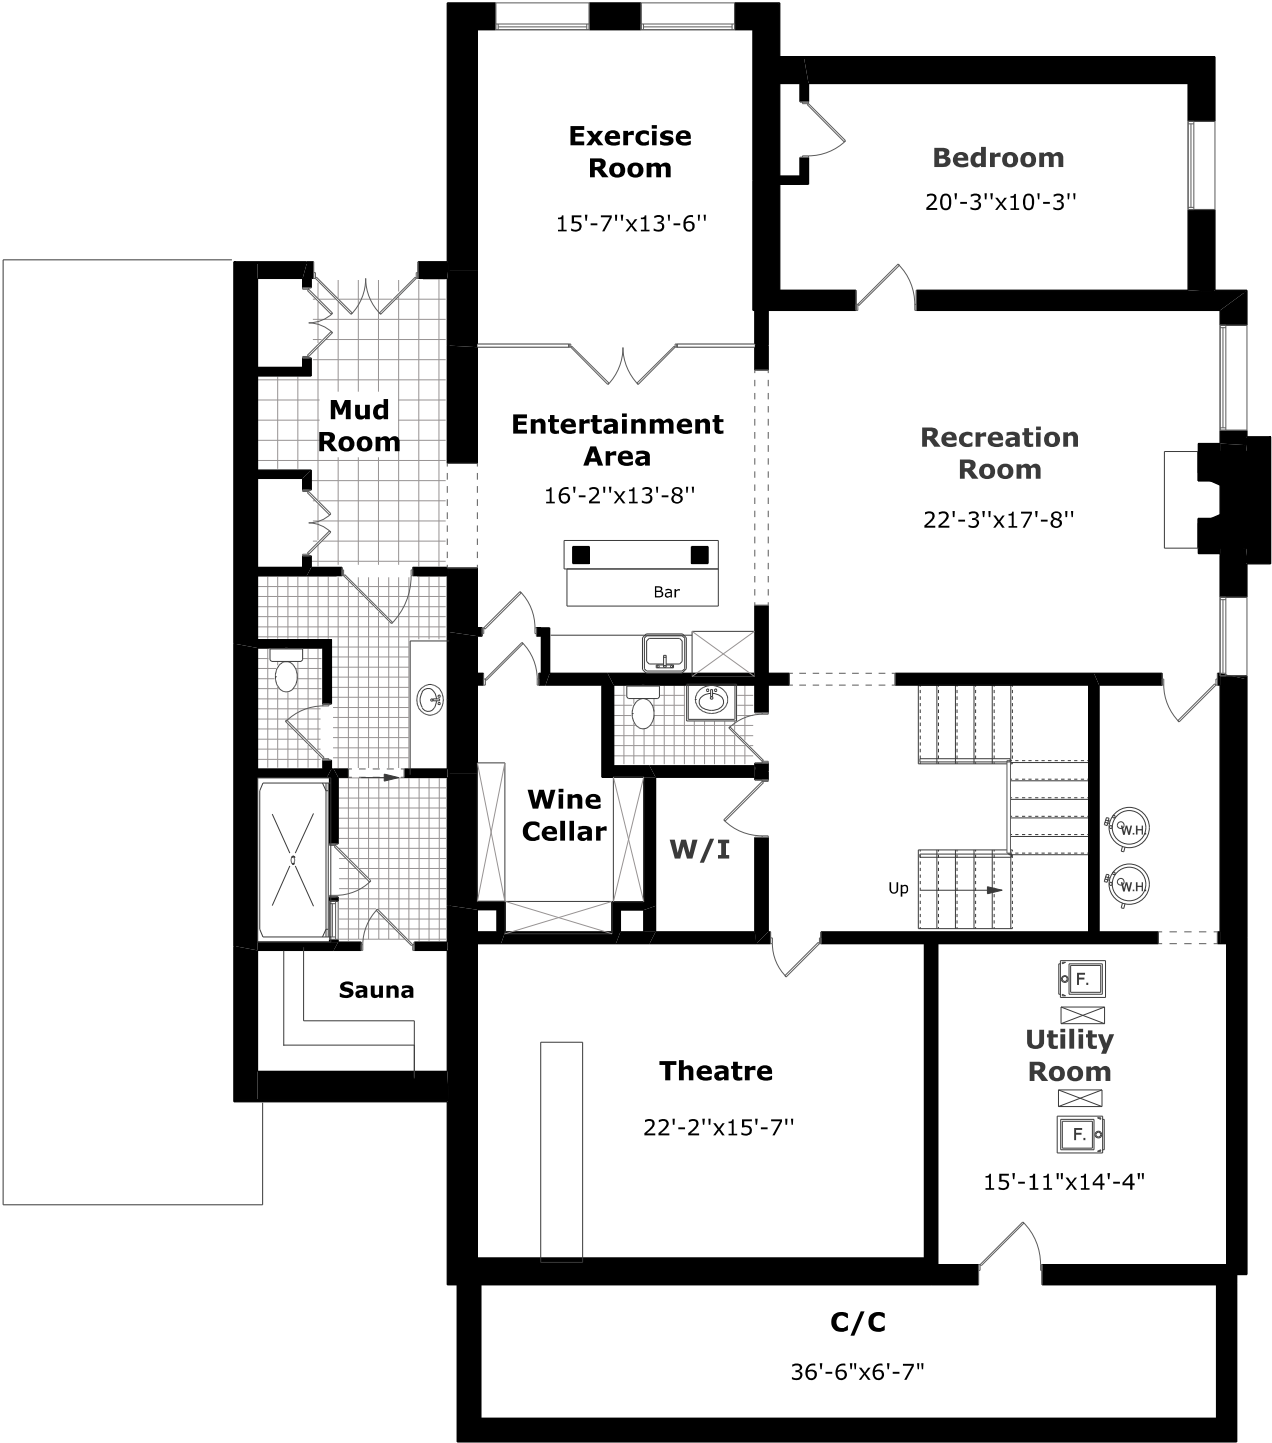 Exercise
Room
15'-7''x13'-6''
Bedroom
20'-3''x10'-3''
Mud
Room
Entertainment
Area
16'-2''x13'-8''
Recreation
Room
22'-3''x17'-8''
Bar
Wine
Cellar
W/I
Up
W.H.
W.H.
Sauna
Theatre
22'-2''x15'-7''
F.
Utility
Room
F.
15'-11"x14'-4"
C/C
36'-6"x6'-7"